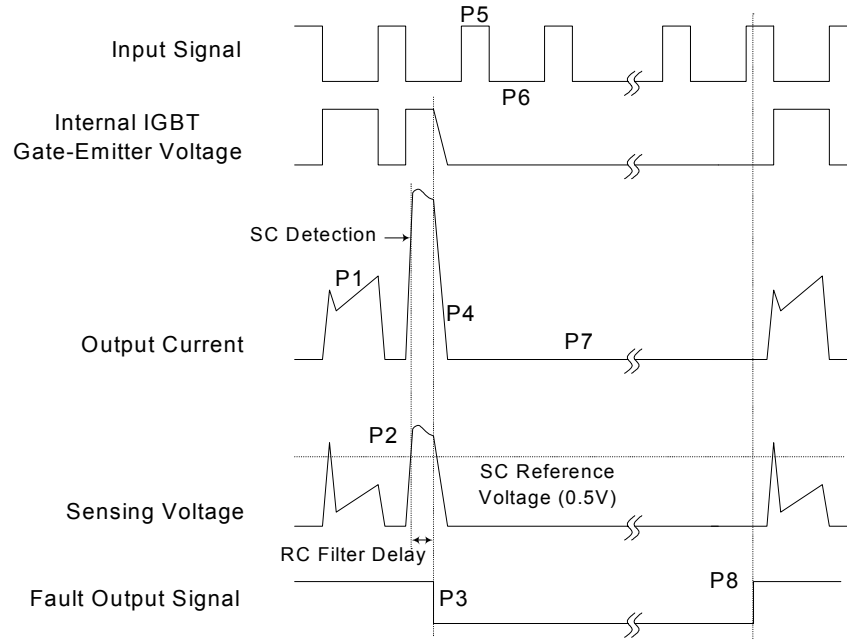 P5
Input Signal
P6
Internal IGBT
Gate-Emitter Voltage
SC Detection
P1
P4
Output Current
P7
P2
SC Reference
Voltage (0.5V)
Sensing Voltage
RC Filter Delay
P8
Fault Output Signal
P3